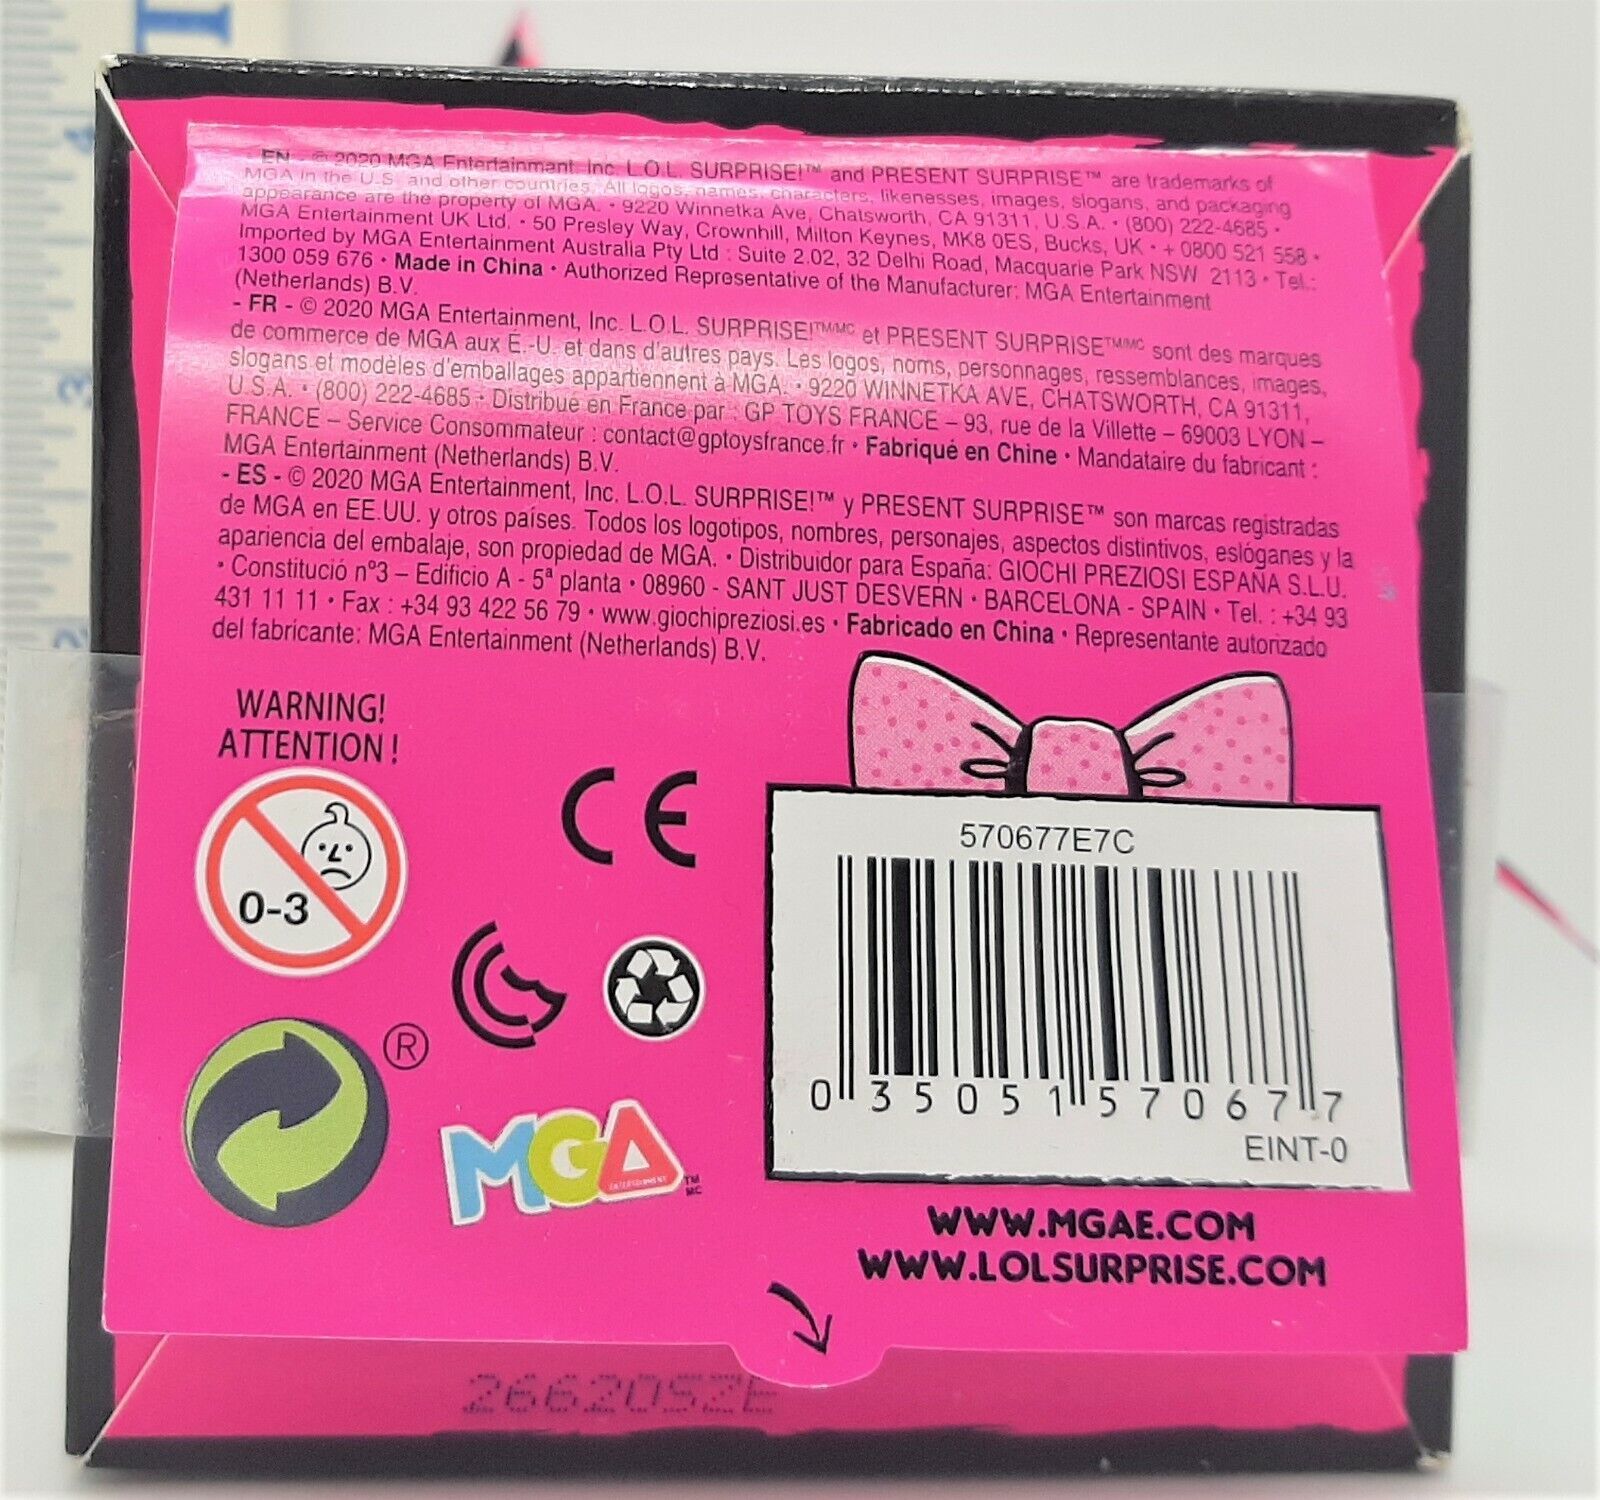 - EN - © 2020 MGA Entertainment, Inc. L.O.L. SURPRISE!™ and PRESENT SURPRISE™ are trademarks of
MGA in the U.S. and other countries. All logos, names, characters, likenesses, images, slogans, and packaging
appearance are the property of MGA. • 9220 Winnetka Ave, Chatsworth, CA 91311, U.S.A. • (800) 222-4685 •
MGA Entertainment UK Ltd. • 50 Presley Way, Crownhill, Milton Keynes, MK8 0ES, Bucks, UK • + 0800 521 558 •
Imported by MGA Entertainment Australia Pty Ltd : Suite 2.02, 32 Delhi Road, Macquarie Park NSW 2113 • Tel.:
1300 059 676 • Made in China • Authorized Representative of the Manufacturer: MGA Entertainment
(Netherlands) B.V.
- FR - © 2020 MGA Entertainment, Inc. L.O.L. SURPRISE!™/MC et PRESENT SURPRISE™/MC sont des marques
de commerce de MGA aux É.-U. et dans d'autres pays. Les logos, noms, personnages, ressemblances, images,
slogans et modèles d'emballages appartiennent à MGA. • 9220 WINNETKA AVE, CHATSWORTH, CA 91311,
U.S.A. • (800) 222-4685 • Distribué en France par : GP TOYS FRANCE – 93, rue de la Villette – 69003 LYON –
FRANCE – Service Consommateur : contact@gptoysfrance.fr • Fabriqué en Chine • Mandataire du fabricant :
MGA Entertainment (Netherlands) B.V.
- ES - © 2020 MGA Entertainment, Inc. L.O.L. SURPRISE!™ y PRESENT SURPRISE™ son marcas registradas
de MGA en EE.UU. y otros países. Todos los logotipos, nombres, personajes, aspectos distintivos, eslóganes y la
apariencia del embalaje, son propiedad de MGA. • Distribuidor para España: GIOCHI PREZIOSI ESPAÑA S.L.U.
• Constitució nº3 – Edificio A - 5ª planta • 08960 - SANT JUST DESVERN • BARCELONA - SPAIN • Tel. : +34 93
431 11 11 • Fax : +34 93 422 56 79 • www.giochipreziosi.es • Fabricado en China • Representante autorizado
del fabricante: MGA Entertainment (Netherlands) B.V.
WARNING!
ATTENTION !
0-3
CE
®
MGA
ENTERTAINMENT
TM
MC
570677E7C
0 35051 57067 7
EINT-0
WWW.MGAE.COM
WWW.LOLSURPRISE.COM
266205ZE
4
3
2